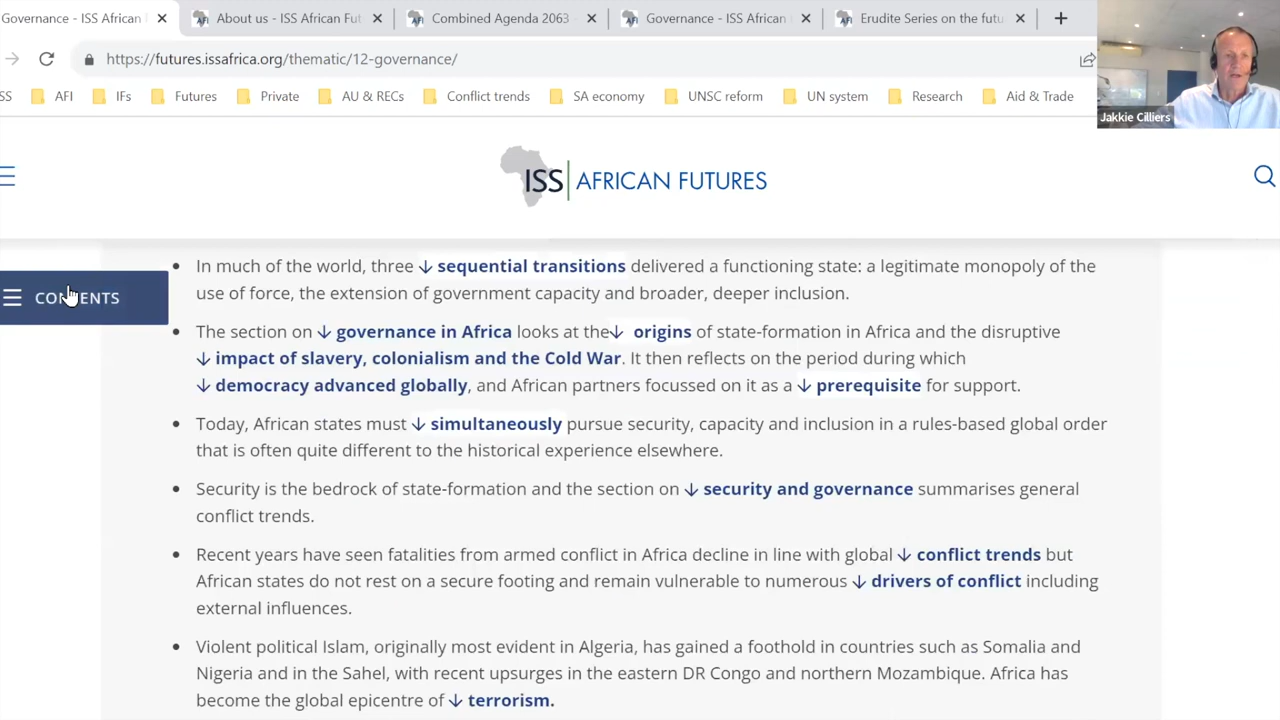 Governance - ISS African I
About us - ISS African Fut
Combined Agenda 2063
Governance - ISS African
Erudite Series on the futu
https://futures.issafrica.org/thematic/12-governance/
SS
AFI
IFs
Futures
Private
AU & RECs
Conflict trends
SA economy
UNSC reform
UN system
Research
Aid & Trade
Jakkie Cilliers
ISS | AFRICAN FUTURES
CONTENTS
• In much of the world, three ↓ sequential transitions delivered a functioning state: a legitimate monopoly of the
use of force, the extension of government capacity and broader, deeper inclusion.
• The section on ↓ governance in Africa looks at the↓ origins of state-formation in Africa and the disruptive
↓ impact of slavery, colonialism and the Cold War. It then reflects on the period during which
↓ democracy advanced globally, and African partners focussed on it as a ↓ prerequisite for support.
• Today, African states must ↓ simultaneously pursue security, capacity and inclusion in a rules-based global order
that is often quite different to the historical experience elsewhere.
• Security is the bedrock of state-formation and the section on ↓ security and governance summarises general
conflict trends.
• Recent years have seen fatalities from armed conflict in Africa decline in line with global ↓ conflict trends but
African states do not rest on a secure footing and remain vulnerable to numerous ↓ drivers of conflict including
external influences.
• Violent political Islam, originally most evident in Algeria, has gained a foothold in countries such as Somalia and
Nigeria and in the Sahel, with recent upsurges in the eastern DR Congo and northern Mozambique. Africa has
become the global epicentre of ↓ terrorism.